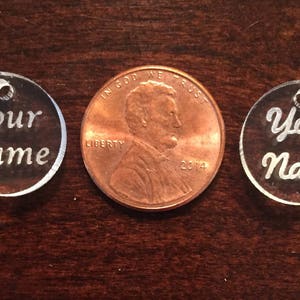 our
ame
IN GOD WE TRUST
LIBERTY
2014
Yo
Na